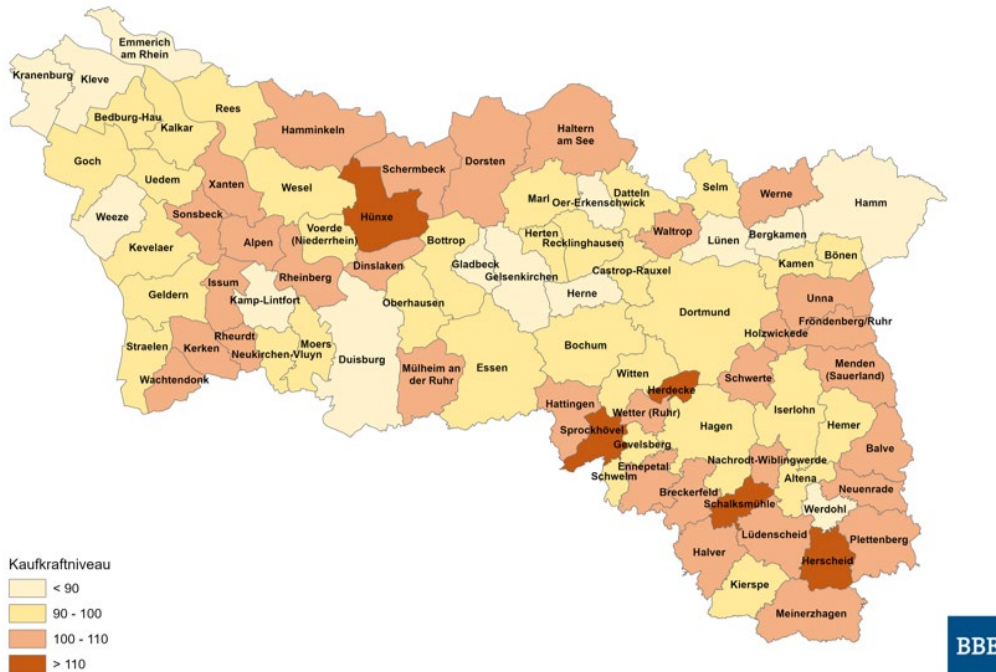 Emmerich
am Rhein
Kranenburg
Kleve
Bedburg-Hau
Kalkar
Rees
Hamminkeln
Haltern
am See
Goch
Uedem
Xanten
Wesel
Schermbeck
Dorsten
Marl
Datteln
Oer-Erkenschwick
Selm
Werne
Hamm
Weeze
Sonsbeck
Hünxe
Voerde
(Niederrhein)
Bottrop
Herten
Recklinghausen
Waltrop
Lünen
Bergkamen
Kevelaer
Alpen
Dinslaken
Gladbeck
Gelsenkirchen
Castrop-Rauxel
Kamen
Bönen
Geldern
Issum
Rheinberg
Kamp-Lintfort
Oberhausen
Herne
Dortmund
Unna
Straelen
Kerken
Rheurdt
Neukirchen-Vluyn
Moers
Duisburg
Mülheim an
der Ruhr
Essen
Bochum
Holzwickede
Fröndenberg/Ruhr
Wachtendonk
Witten
Herdecke
Schwerte
Menden
(Sauerland)
Hattingen
Wetter (Ruhr)
Hagen
Iserlohn
Hemer
Sprockhövel
Gevelsberg
Balve
Schwelm
Ennepetal
Nachrodt-Wiblingwerde
Altena
Breckerfeld
Schalksmühle
Neuenrade
Werdohl
Halver
Lüdenscheid
Herscheid
Plettenberg
Kierspe
Meinerzhagen
Kaufkraftniveau
< 90
90 - 100
100 - 110
> 110
BBE